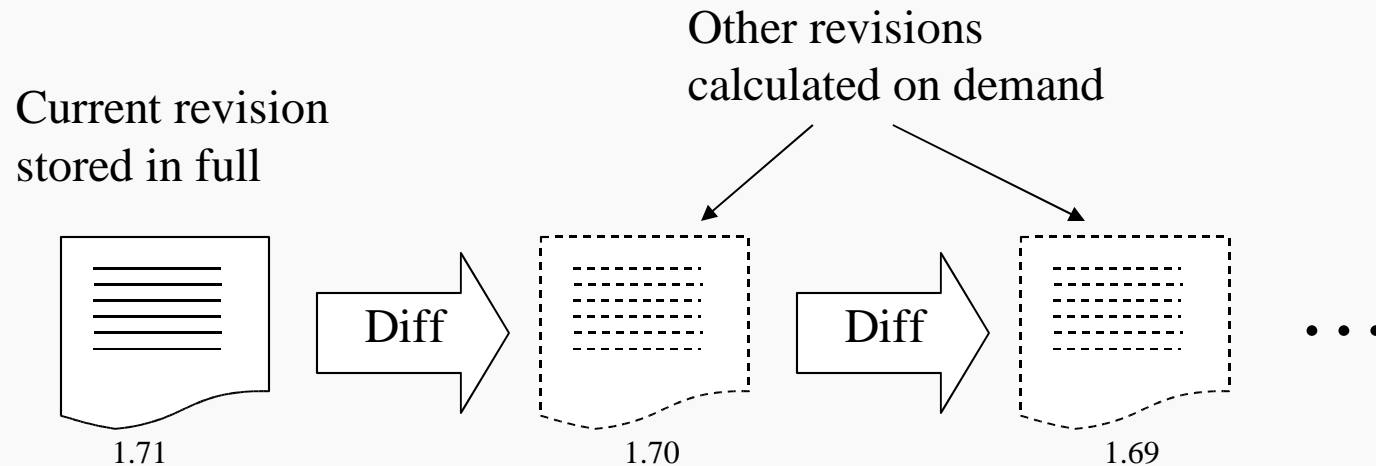 Other revisions
calculated on demand
Current revision
stored in full
Diff
Diff
...
1.71
1.70
1.69